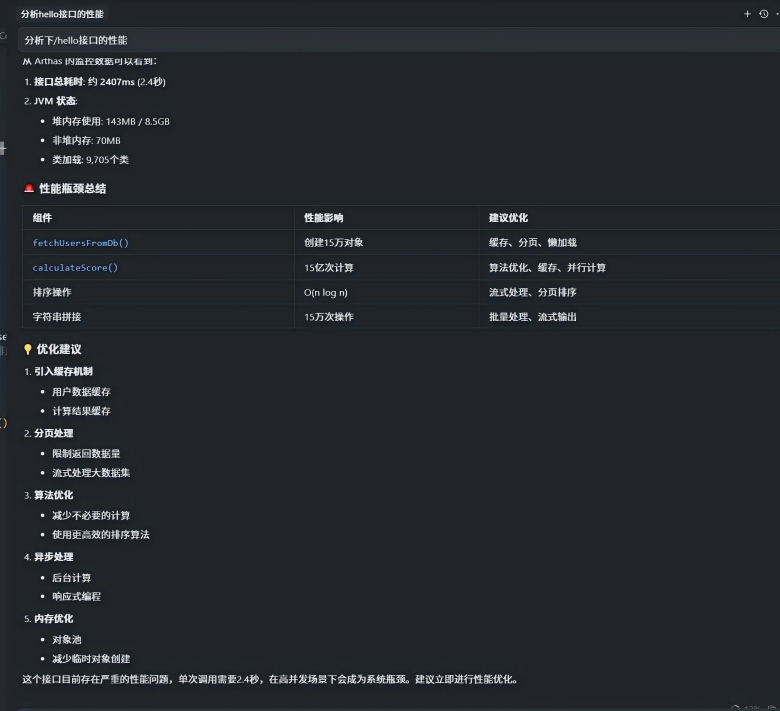 分析hello接口的性能
分析下/hello接口的性能
从 Arthas 的监控数据可以看到：
1. 接口总耗时: 约 2407ms (2.4秒)
2. JVM 状态:
• 堆内存使用: 143MB / 8.5GB
• 非堆内存: 70MB
• 类加载: 9,705个类
🚨 性能瓶颈总结
组件 性能影响 建议优化
fetchUsersFromDb() 创建15万对象 缓存、分页、懒加载
calculateScore() 15亿次计算 算法优化、缓存、并行计算
排序操作 O(n log n) 流式处理、分页排序
字符串拼接 15万次操作 批量处理、流式输出
💡 优化建议
1. 引入缓存机制
• 用户数据缓存
• 计算结果缓存
2. 分页处理
• 限制返回数据量
• 流式处理大数据集
3. 算法优化
• 减少不必要的计算
• 使用更高效的排序算法
4. 异步处理
• 后台计算
• 响应式编程
5. 内存优化
• 对象池
• 减少临时对象创建
这个接口目前存在严重的性能问题，单次调用需要2.4秒，在高并发场景下会成为系统瓶颈。建议立即进行性能优化。